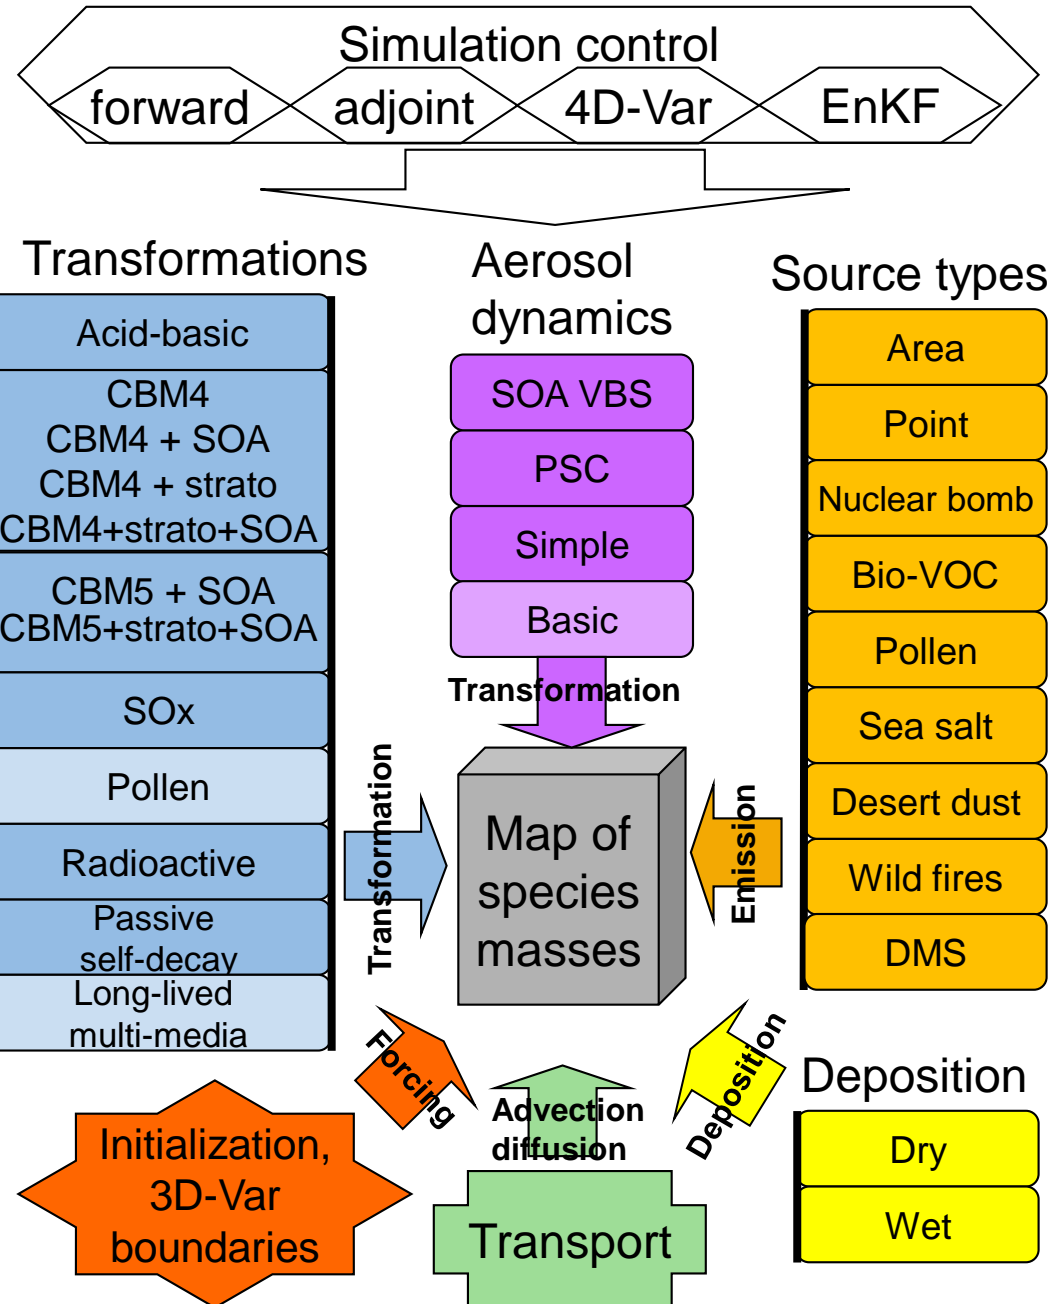 Simulation control
forward
adjoint
4D-Var
EnKF
Transformations
Acid-basic
CBM4
CBM4 + SOA
CBM4 + strato
CBM4+strato+SOA
CBM5 + SOA
CBM5+strato+SOA
SOx
Pollen
Radioactive
Passive
self-decay
Long-lived
multi-media
Aerosol
dynamics
SOA VBS
PSC
Simple
Basic
Transformation
Source types
Area
Point
Nuclear bomb
Bio-VOC
Pollen
Sea salt
Desert dust
Wild fires
DMS
Transformation
Map of
species
masses
Emission
Forcing
Advection
diffusion
Deposition
Initialization,
3D-Var
boundaries
Transport
Deposition
Dry
Wet